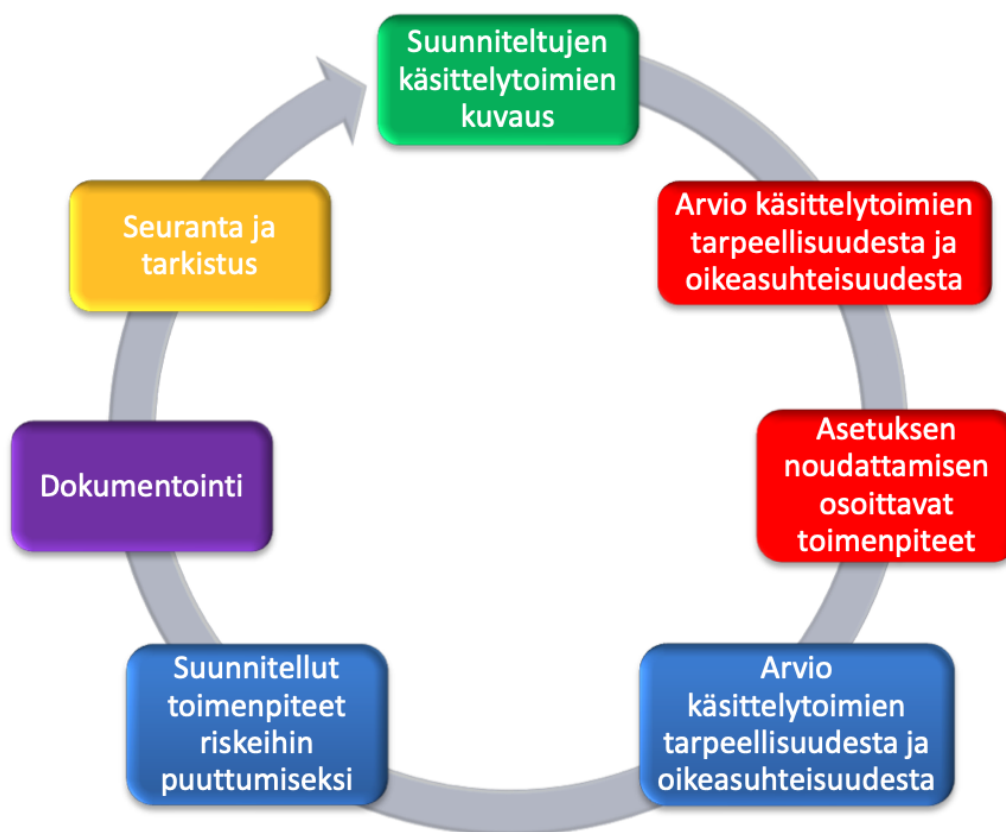 Suunniteltujen
käsittelytoimien
kuvaus
Arvio käsittelytoimien
tarpeellisuudesta ja
oikeasuhteisuudesta
Asetuksen
noudattamisen
osoittavat
toimenpiteet
Arvio
käsittelytoimien
tarpeellisuudesta ja
oikeasuhteisuudesta
Suunnitellut
toimenpiteet
riskeihin
puuttumiseksi
Dokumentointi
Seuranta ja
tarkistus